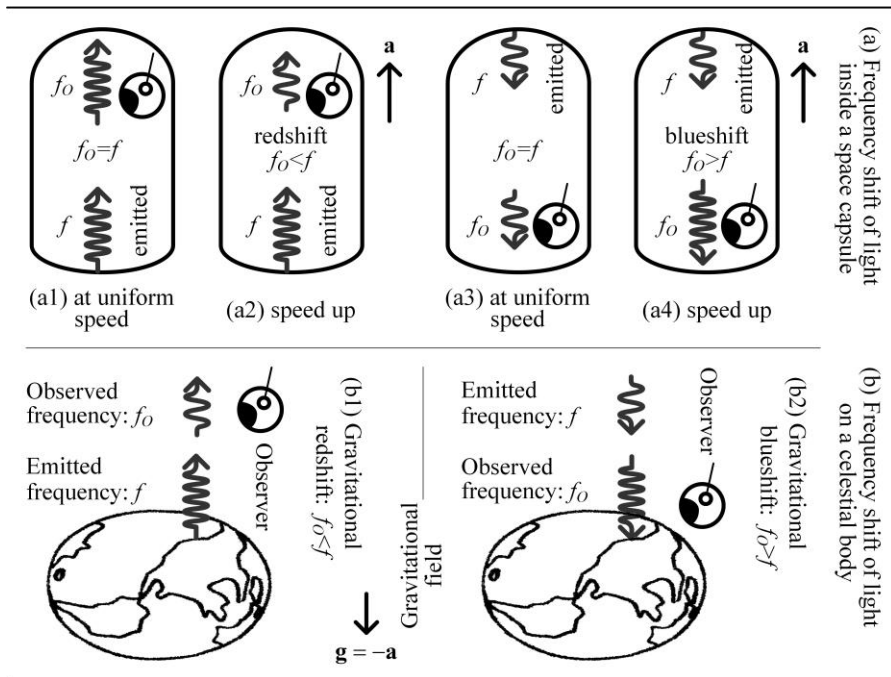 f_O
f_O=f
f
emitted
(a1) at uniform
speed
f_O
redshift
f_O<f
f
emitted
(a2) speed up
a
f
emitted
f_O=f
f_O
(a3) at uniform
speed
f
emitted
blueshift
f_O>f
f_O
(a4) speed up
a
(a) Frequency shift of light
inside a space capsule
Observed
frequency: f_O
Emitted
frequency: f
Observer
(b1) Gravitational
redshift: f_O<f
Gravitational
field
g = −a
Emitted
frequency: f
Observed
frequency: f_O
Observer
(b2) Gravitational
blueshift: f_O>f
(b) Frequency shift of light
on a celestial body